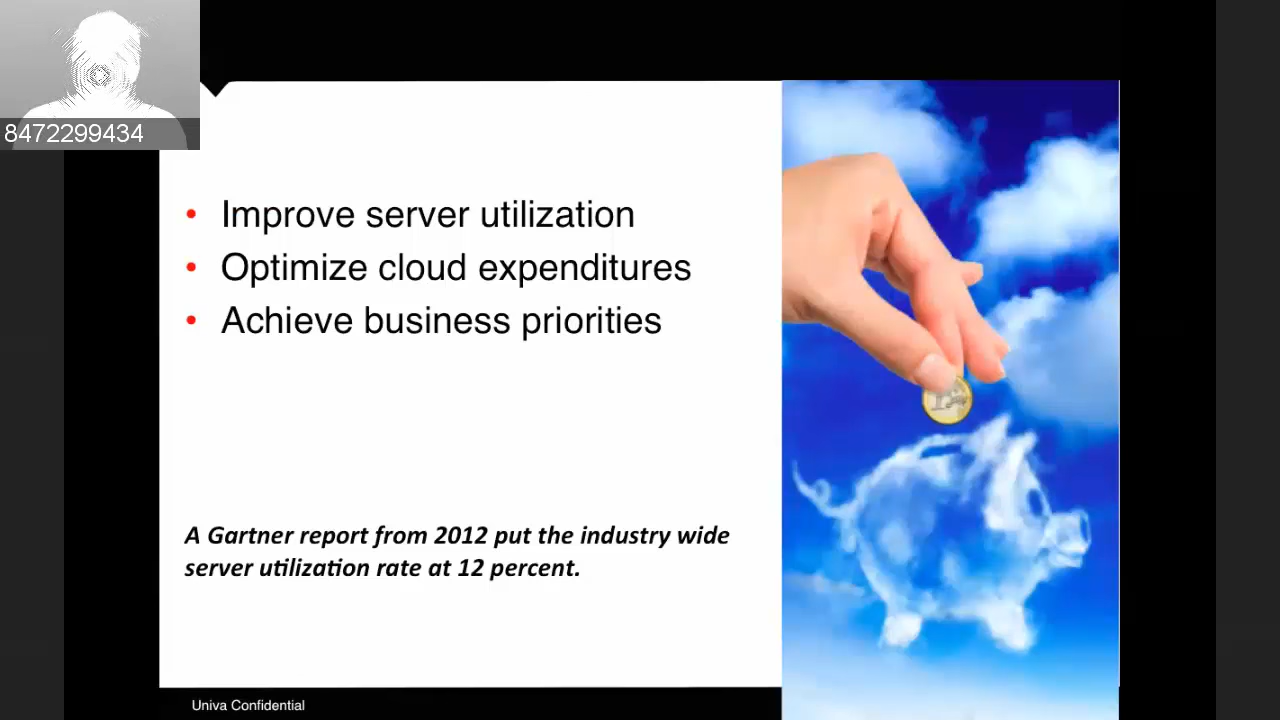 8472299434
Improve server utilization
Optimize cloud expenditures
Achieve business priorities
A Gartner report from 2012 put the industry wide
server utilization rate at 12 percent.
Univa Confidential